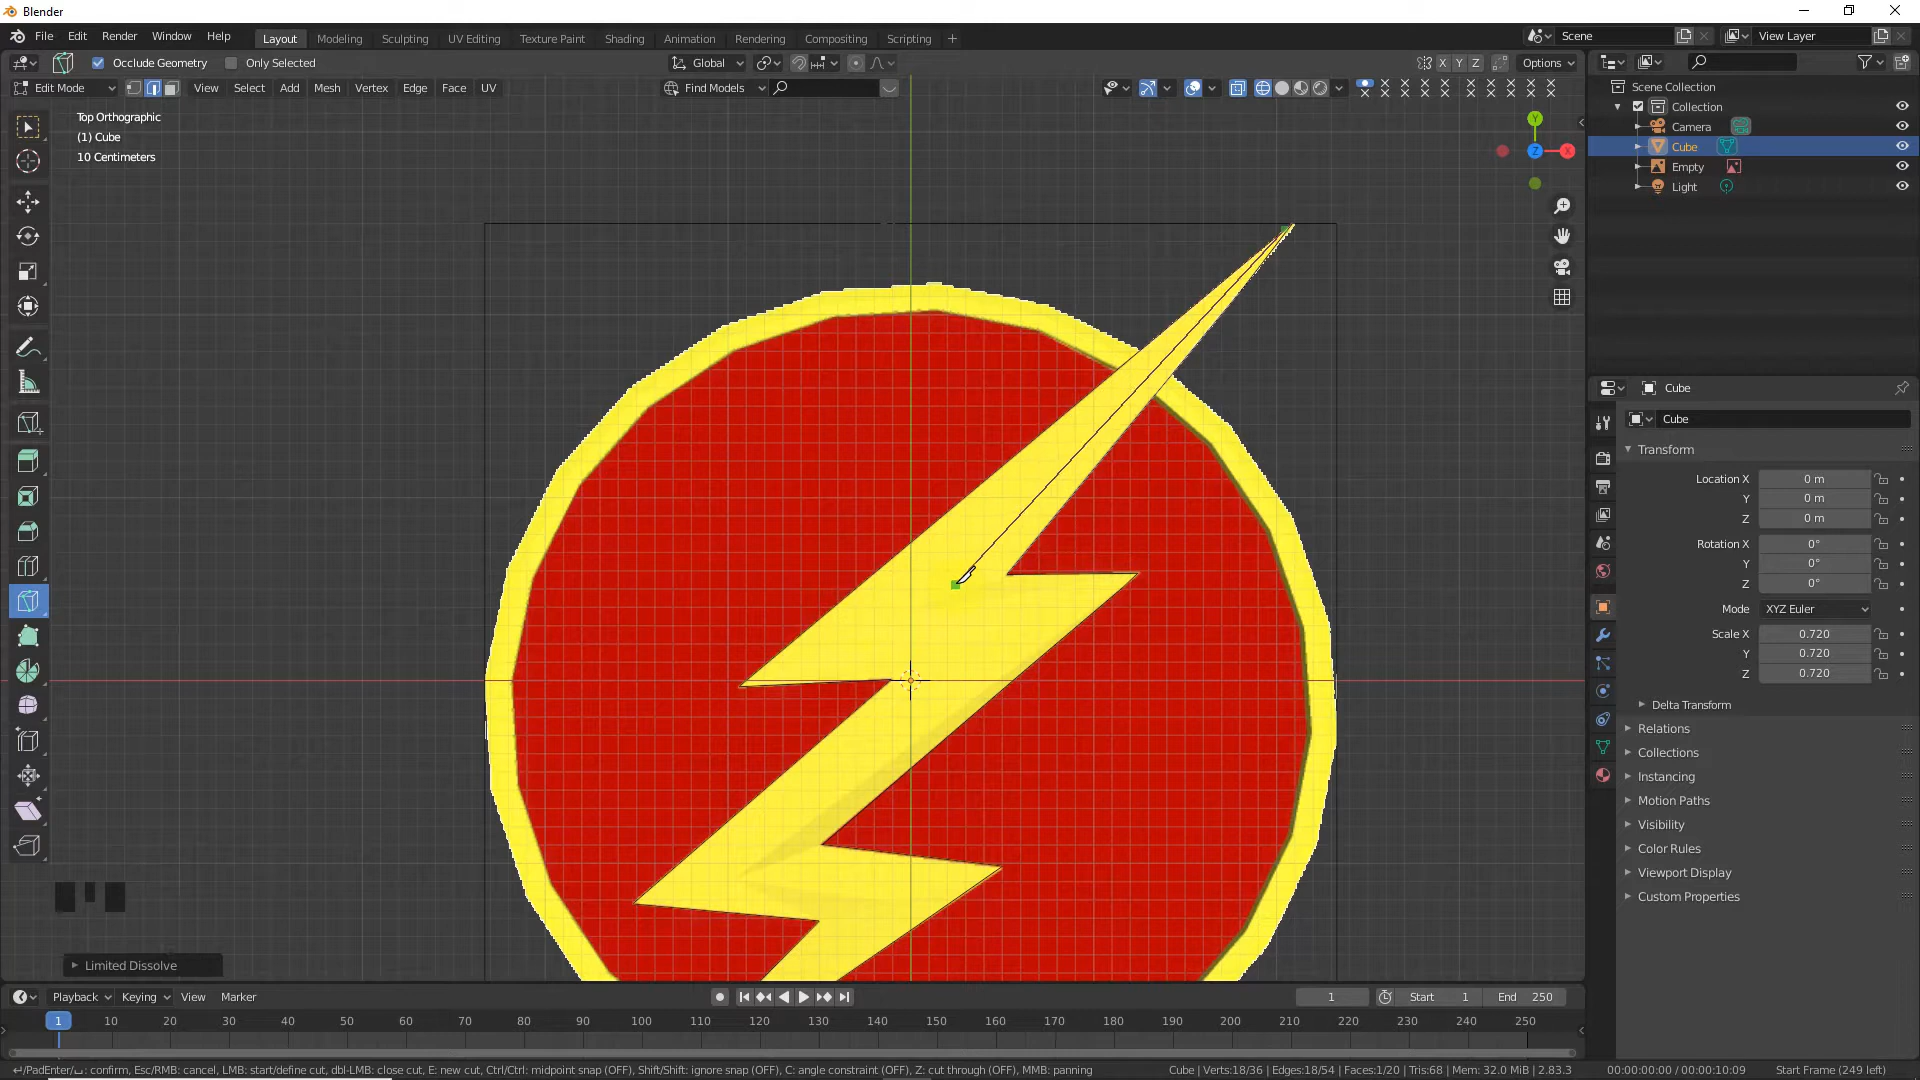 Blender
File Edit Render Window Help Layout Modeling Sculpting UV Editing Texture Paint Shading Animation Rendering Compositing Scripting + Scene View Layer
Occlude Geometry Only Selected Global X Y Z Options
Edit Mode View Select Add Mesh Vertex Edge Face UV Find Models
Top Orthographic
(1) Cube
10 Centimeters
Y
Z X
Scene Collection
Collection
Camera
Cube
Empty
Light
Cube
Cube
Transform
Location X 0 m
Y 0 m
Z 0 m
Rotation X 0°
Y 0°
Z 0°
Mode XYZ Euler
Scale X 0.720
Y 0.720
Z 0.720
Delta Transform
Relations
Collections
Instancing
Motion Paths
Visibility
Color Rules
Viewport Display
Custom Properties
Limited Dissolve
Playback Keying View Marker 1 Start 1 End 250
1 10 20 30 40 50 60 70 80 90 100 110 120 130 140 150 160 170 180 190 200 210 220 230 240 250
: confirm, Esc/RMB: cancel, LMB: start/define cut, dbl-LMB: close cut, E: new cut, Ctrl/Ctrl: midpoint snap (OFF), Shift/Shift: ignore snap (OFF), C: angle constraint (OFF), Z: cut through (OFF), MMB: panning Cube | Verts:18/36 | Edges:18/54 | Faces:1/20 | Tris:68 | Mem: 32.0 MiB | 2.83.3 00:00:00:00 / 00:00:10:09 Start Frame (249 left)